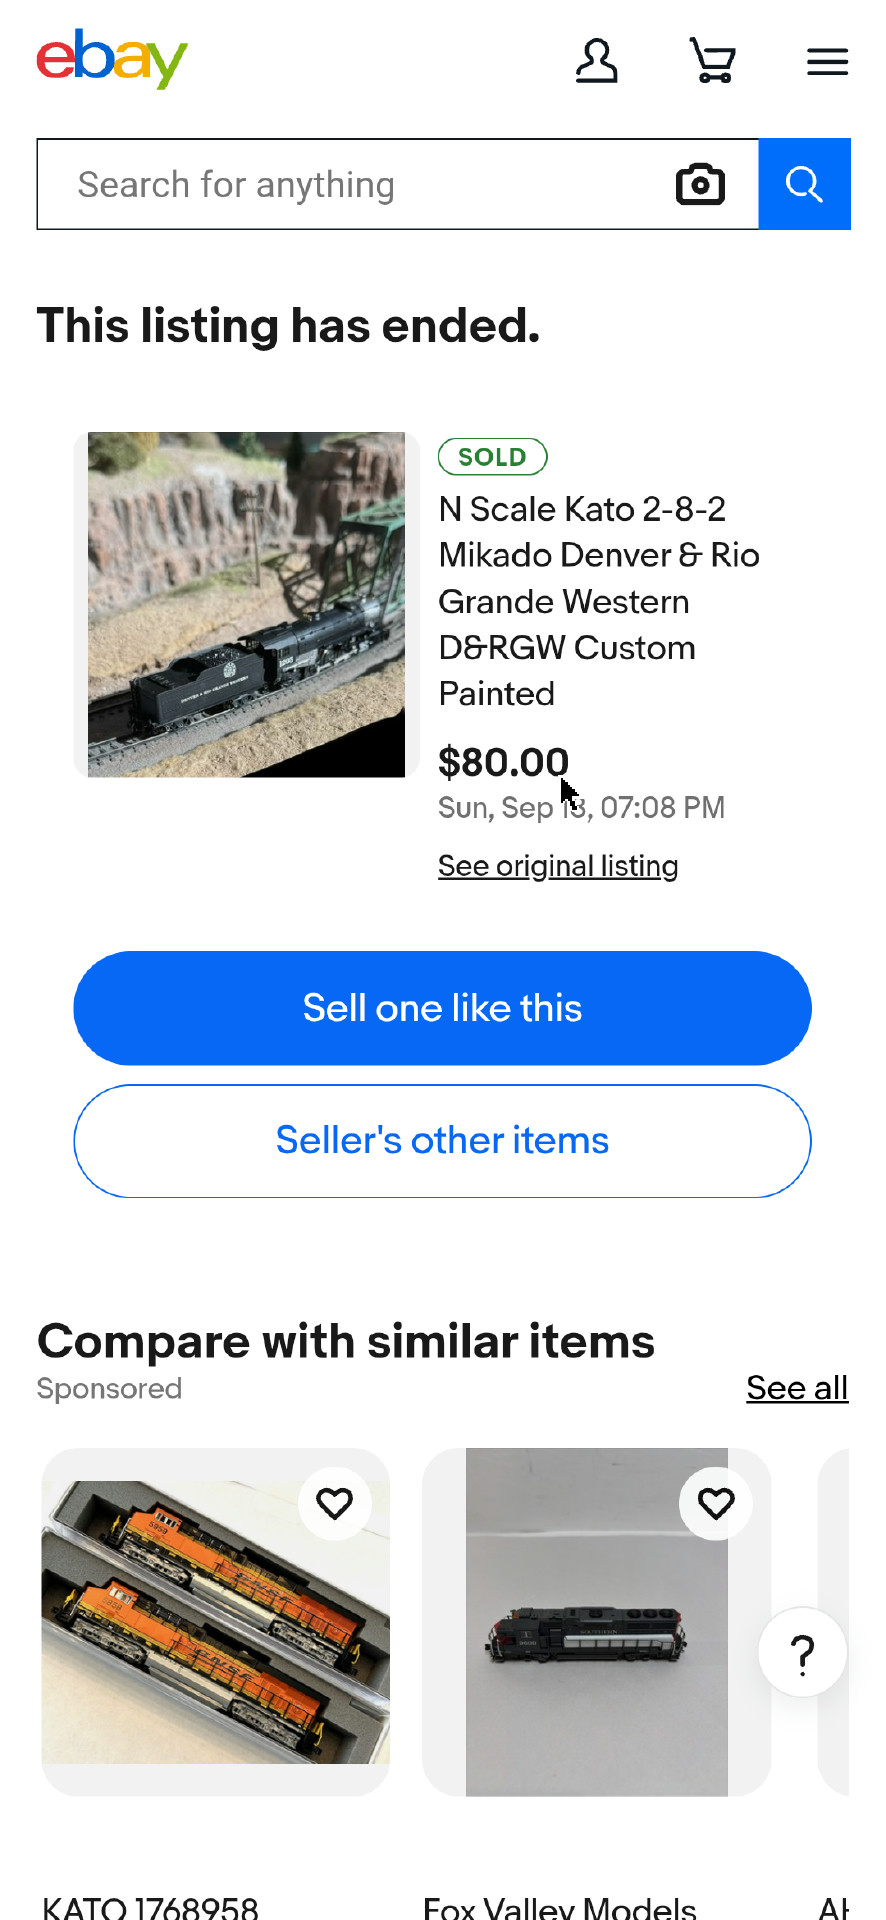 ebay
Search for anything
This listing has ended.
SOLD
N Scale Kato 2-8-2
Mikado Denver & Rio
Grande Western
D&RGW Custom
Painted
$80.00
Sun, Sep 13, 07:08 PM
See original listing
Sell one like this
Seller's other items
Compare with similar items
Sponsored
See all
?
KATO 1768958
Fox Valley Models